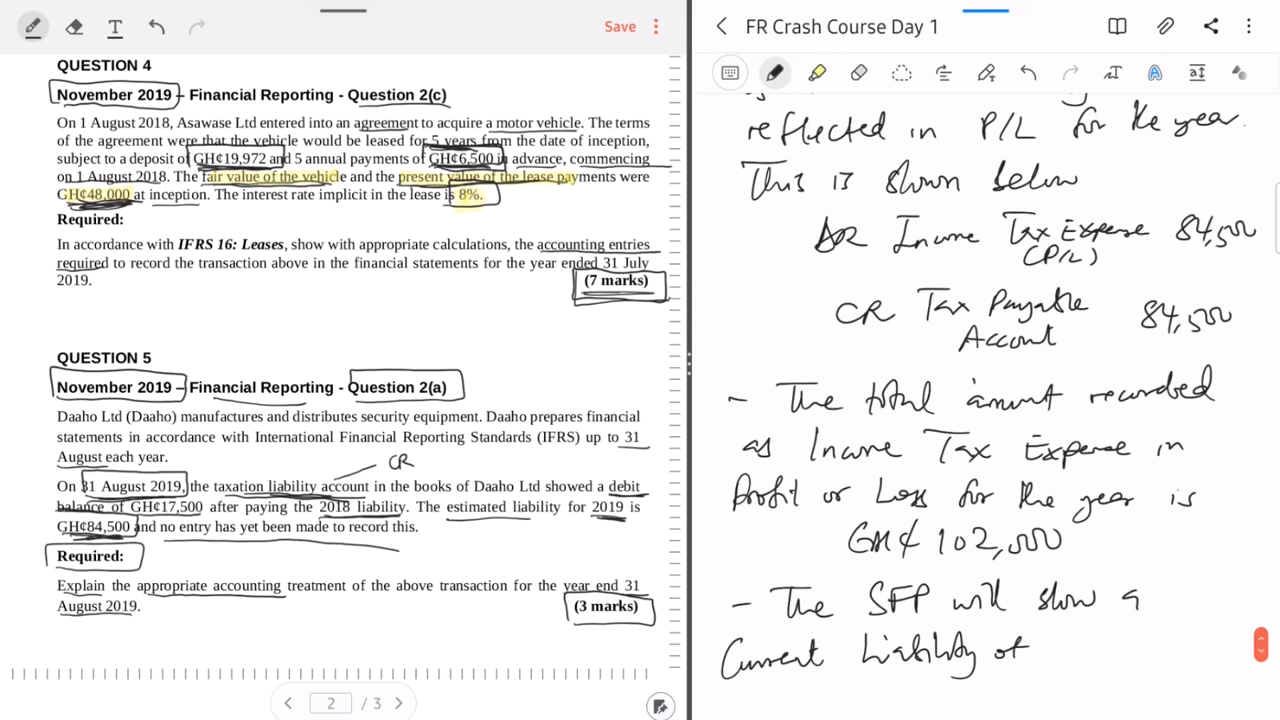 Save
QUESTION 4
November 2019 – Financial Reporting - Question 2(c)
On 1 August 2018, Asawase Ltd entered into an agreement to acquire a motor vehicle. The terms
of the agreement were that the vehicle would be leased for 5 years from the date of inception,
subject to a deposit of GH¢19,972 and 5 annual payments of GH¢6,500 in advance, commencing
on 1 August 2018. The fair value of the vehicle and the present value of the lease payments were
GH¢48,000 at inception. The interest rate implicit in the lease is 8%.
Required:
In accordance with IFRS 16: Leases, show with appropriate calculations, the accounting entries
required to record the transaction above in the financial statements for the year ended 31 July
2019.
(7 marks)
QUESTION 5
November 2019 – Financial Reporting - Question 2(a)
Daaho Ltd (Daaho) manufactures and distributes security equipment. Daaho prepares financial
statements in accordance with International Financial Reporting Standards (IFRS) up to 31
August each year.
CR
On 31 August 2019, the taxation liability account in the books of Daaho Ltd showed a debit
balance of GH¢17,500 after paying the 2018 liability. The estimated liability for 2019 is
GH¢84,500 and no entry has yet been made to record this.
Required:
Explain the appropriate accounting treatment of the above transaction for the year end 31
August 2019.
(3 marks)
2 / 3
FR Crash Course Day 1
reflected in P/L for the year.
This is shown below
DR Income Tax Expense 84,500
(P/L)
CR Tax Payable 84,500
Account
- The total amount recorded
as Income Tax Expense in
Profit or Loss for the year is
GH¢ 102,000
- The SFP will show a
Current Liability of